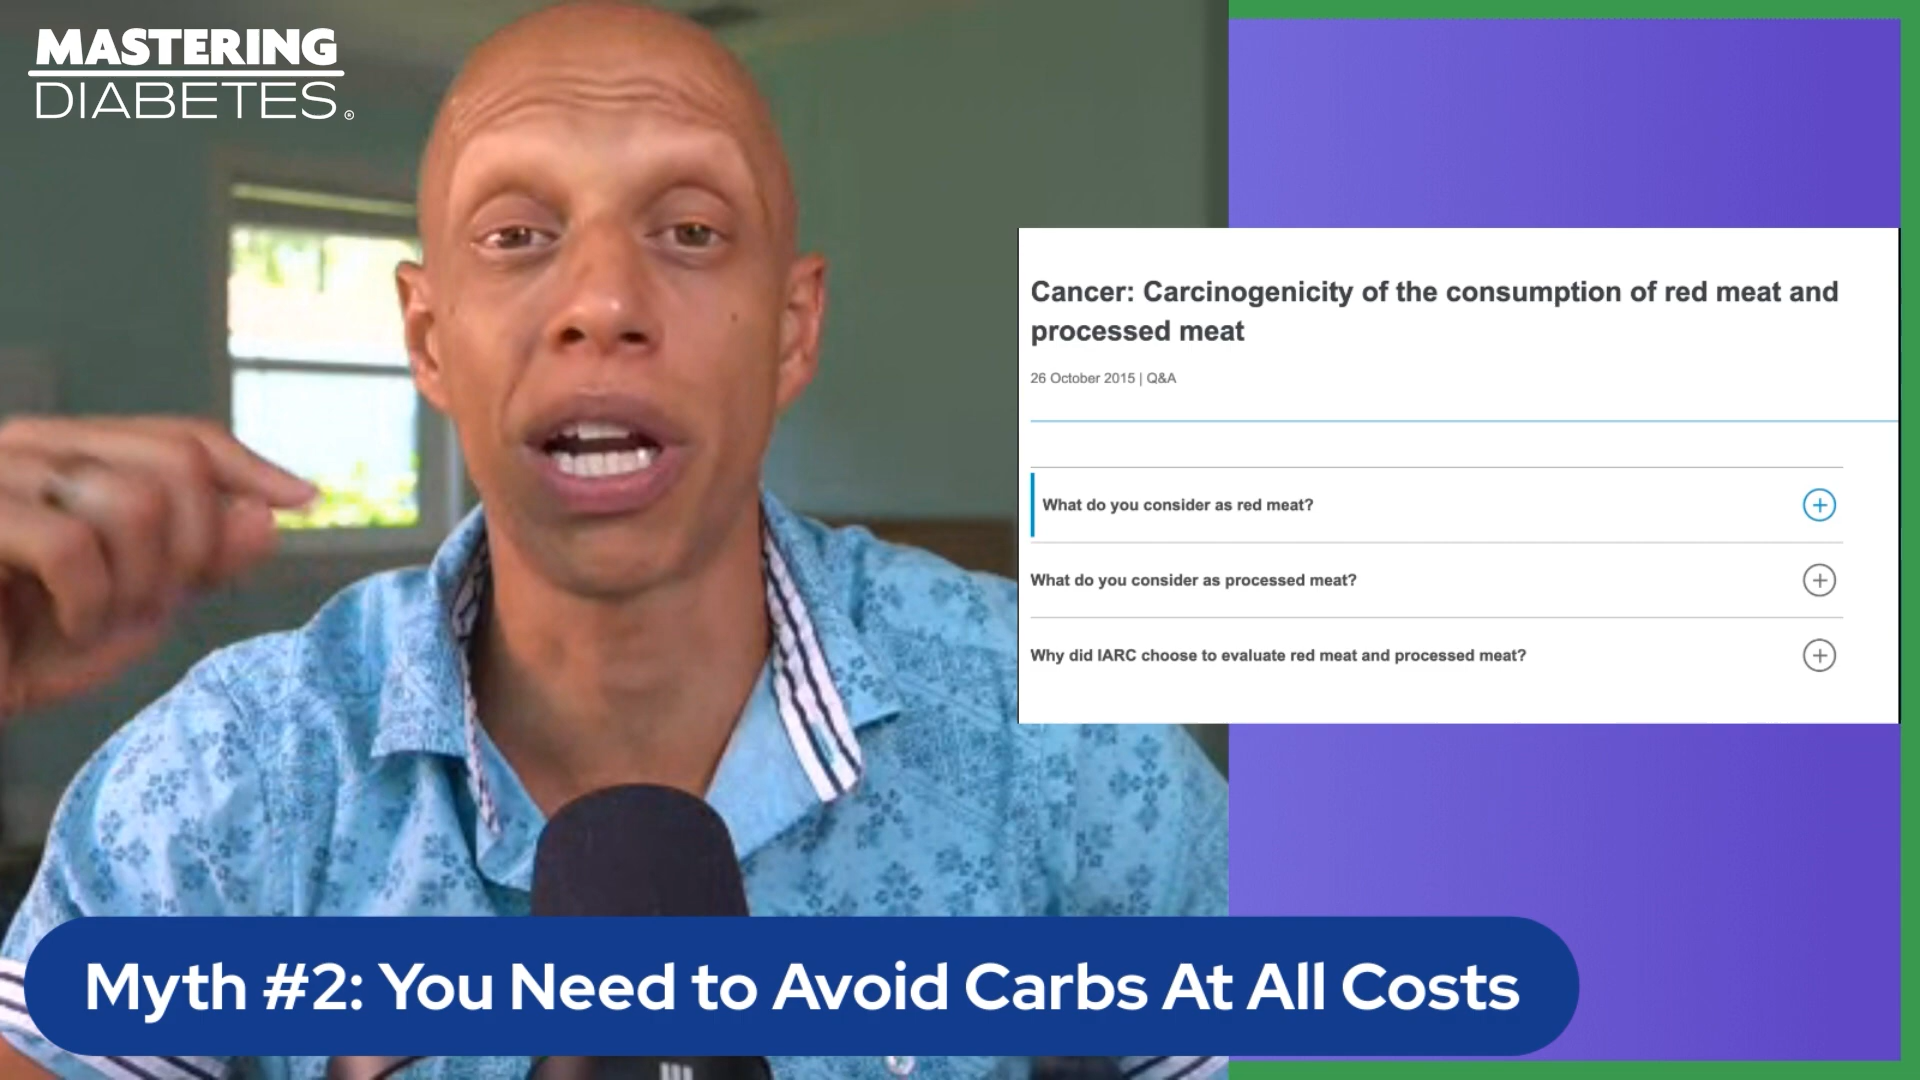 MASTERING
DIABETES®
Cancer: Carcinogenicity of the consumption of red meat and
processed meat
26 October 2015 | Q&A
What do you consider as red meat?
What do you consider as processed meat?
Why did IARC choose to evaluate red meat and processed meat?
Myth #2: You Need to Avoid Carbs At All Costs